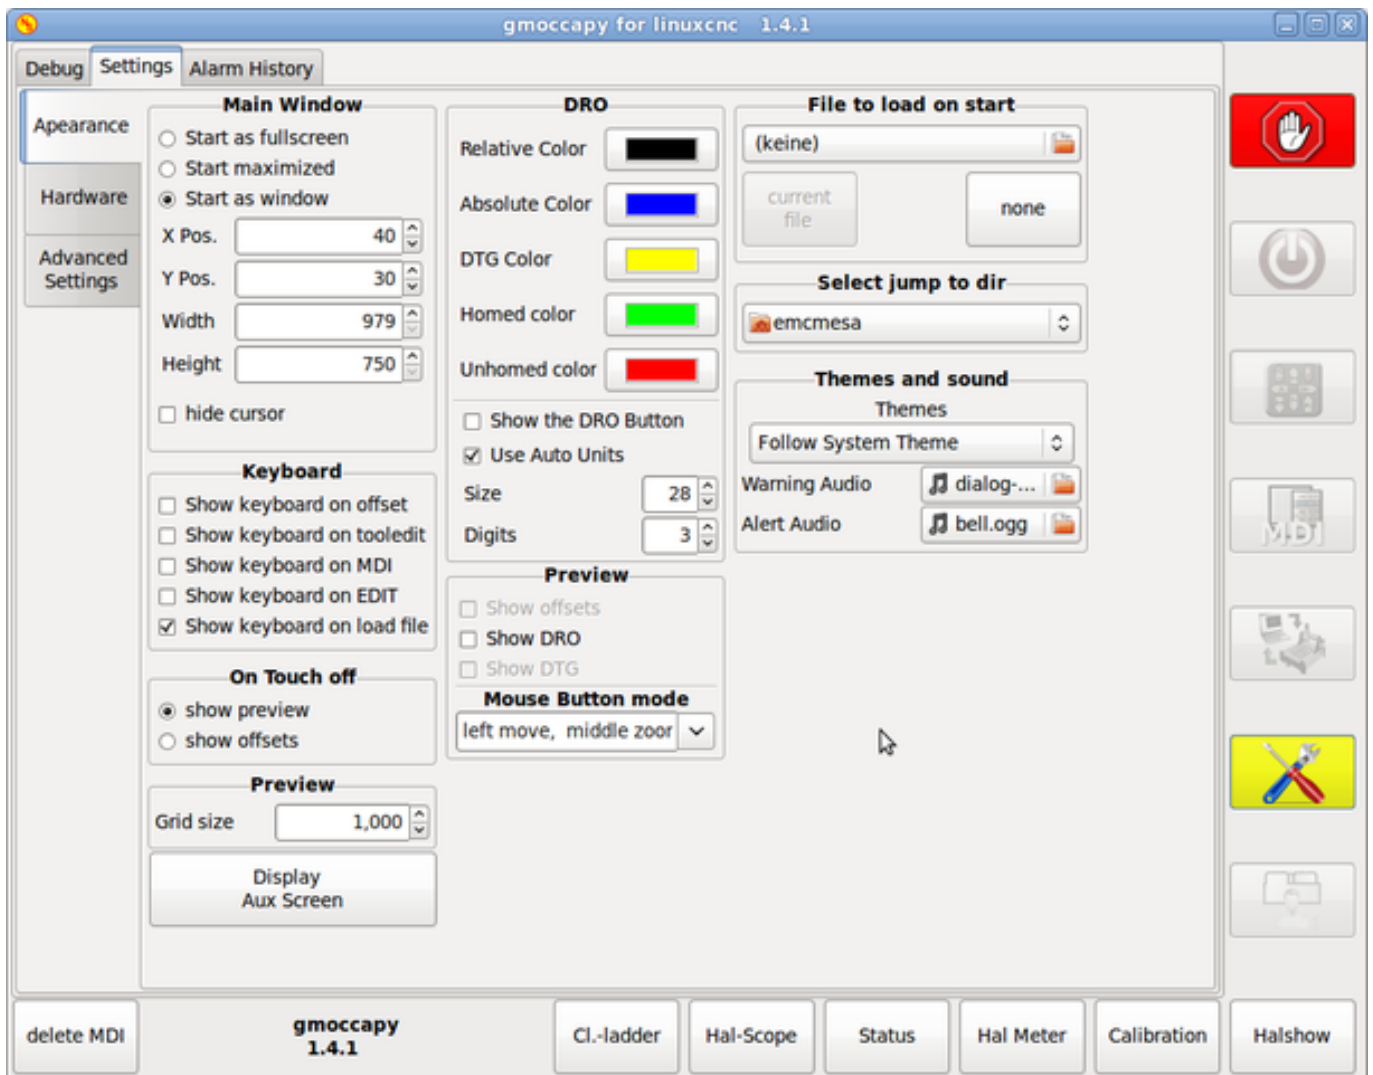 gmoccapy for linuxcnc 1.4.1
Debug
Settings
Alarm History
Apearance
Hardware
Advanced
Settings
Main Window
Start as fullscreen
Start maximized
Start as window
X Pos. 40
Y Pos. 30
Width 979
Height 750
hide cursor
Keyboard
Show keyboard on offset
Show keyboard on tooledit
Show keyboard on MDI
Show keyboard on EDIT
Show keyboard on load file
On Touch off
show preview
show offsets
Preview
Grid size 1,000
Display
Aux Screen
DRO
Relative Color
Absolute Color
DTG Color
Homed color
Unhomed color
Show the DRO Button
Use Auto Units
Size 28
Digits 3
Preview
Show offsets
Show DRO
Show DTG
Mouse Button mode
left move, middle zoor
File to load on start
(keine)
current
file
none
Select jump to dir
emcmesa
Themes and sound
Themes
Follow System Theme
Warning Audio dialog-...
Alert Audio bell.ogg
MDI
delete MDI
gmoccapy
1.4.1
Cl.-ladder
Hal-Scope
Status
Hal Meter
Calibration
Halshow